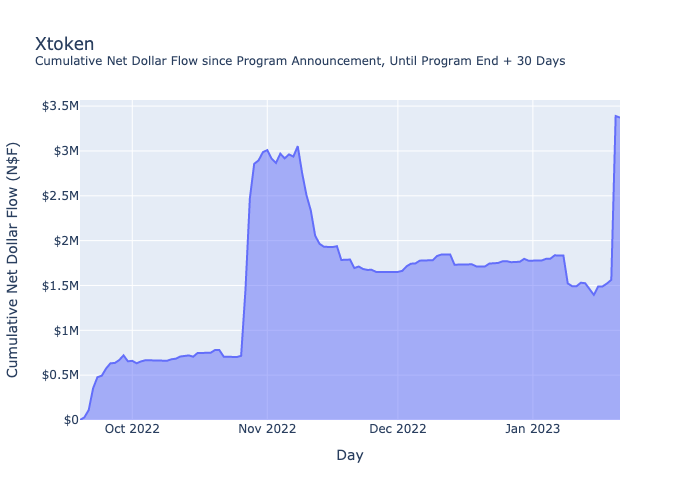 Xtoken
Cumulative Net Dollar Flow since Program Announcement, Until Program End + 30 Days
Cumulative Net Dollar Flow (N$F)
$3.5M
$3M
$2.5M
$2M
$1.5M
$1M
$0.5M
$0
Oct 2022 Nov 2022 Dec 2022 Jan 2023
Day